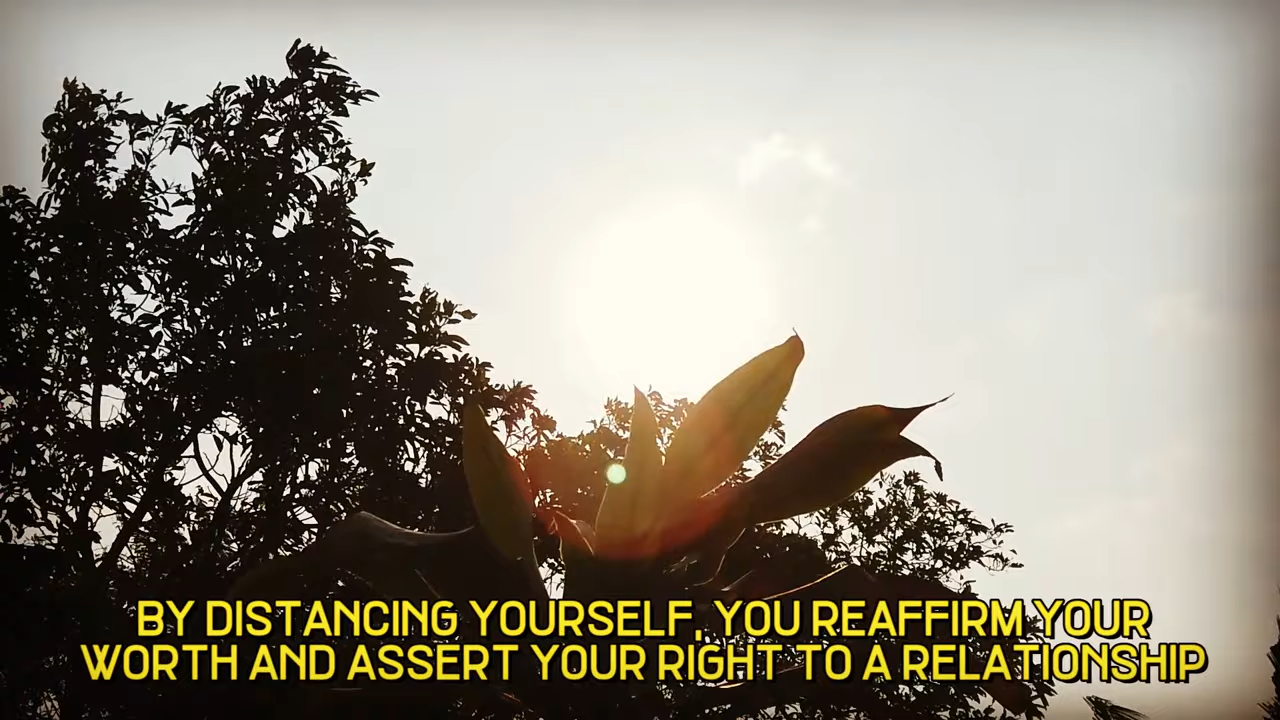 BY DISTANCING YOURSELF, YOU REAFFIRM YOUR
WORTH AND ASSERT YOUR RIGHT TO A RELATIONSHIP